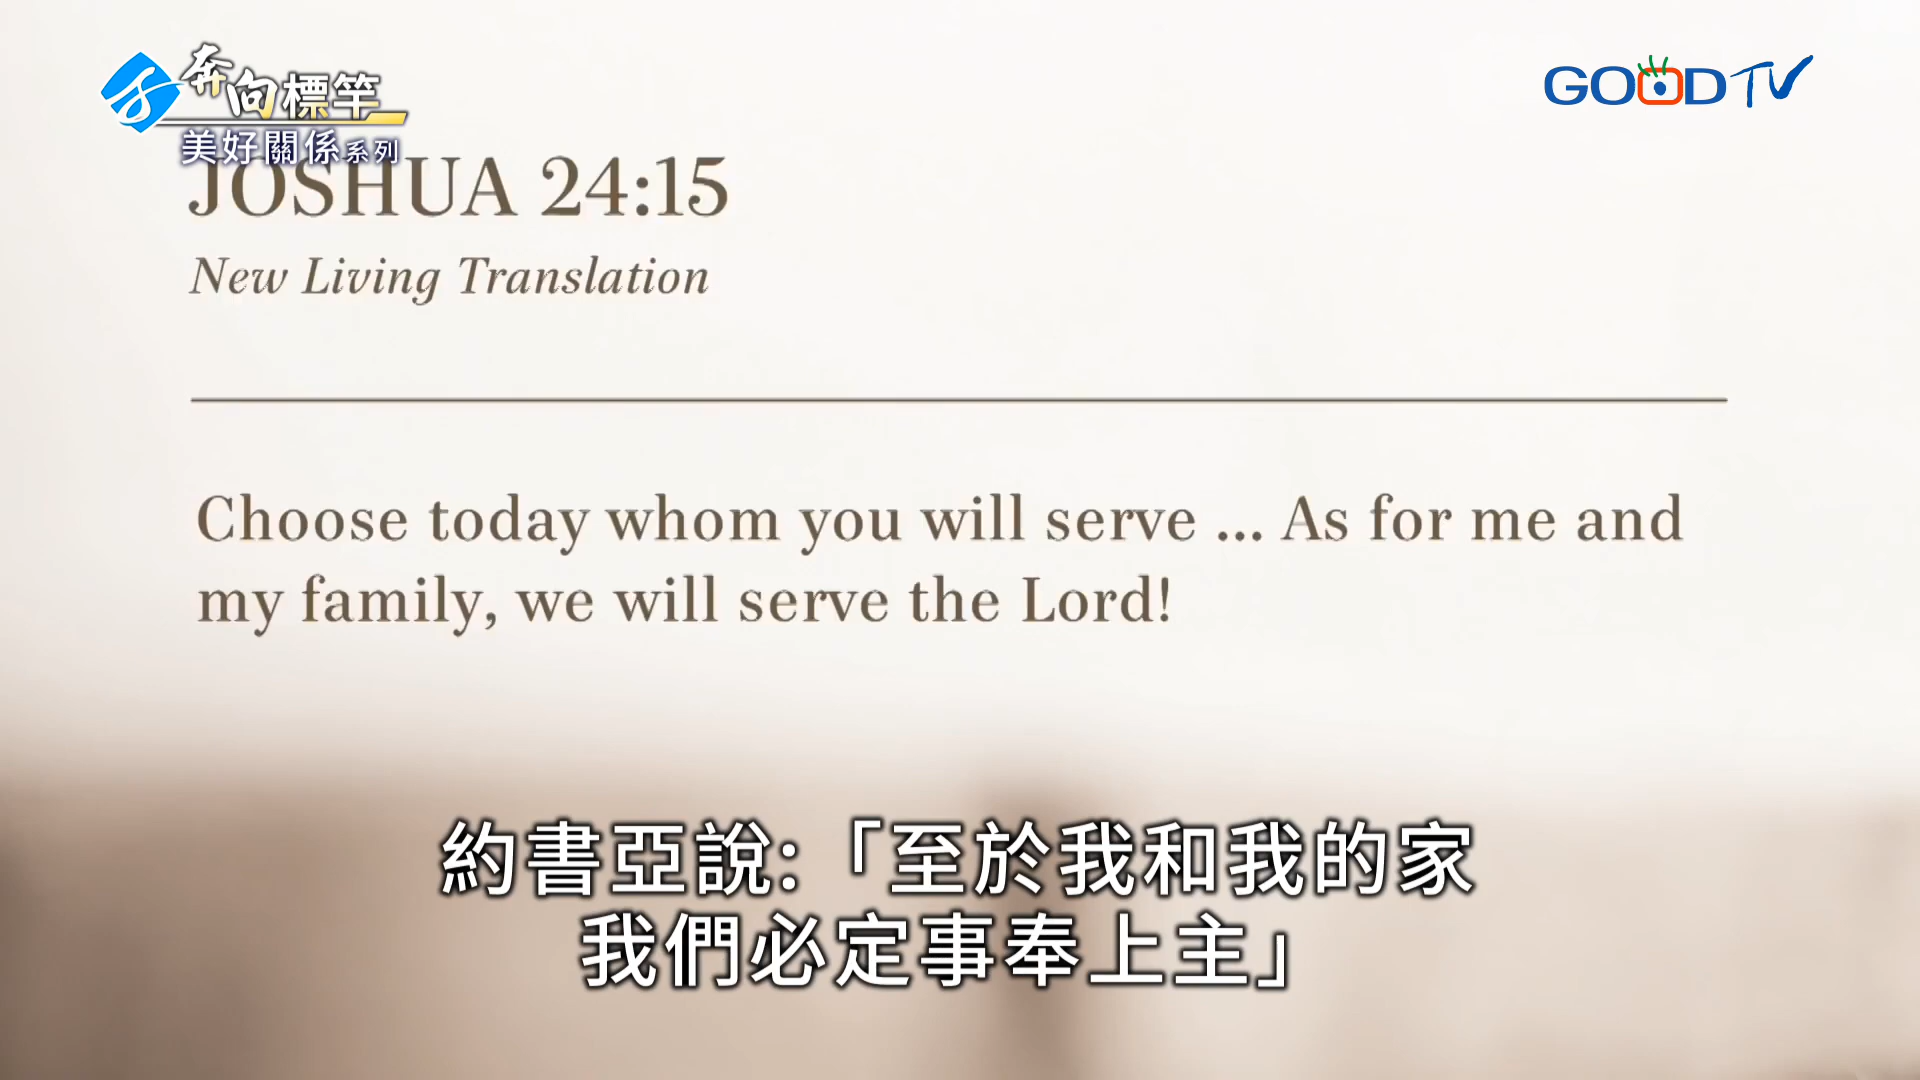 奔向標竿
GOOD TV
美好關係系列
JOSHUA 24:15
New Living Translation
Choose today whom you will serve ... As for me and
my family, we will serve the Lord!
約書亞說:「至於我和我的家
我們必定事奉上主」